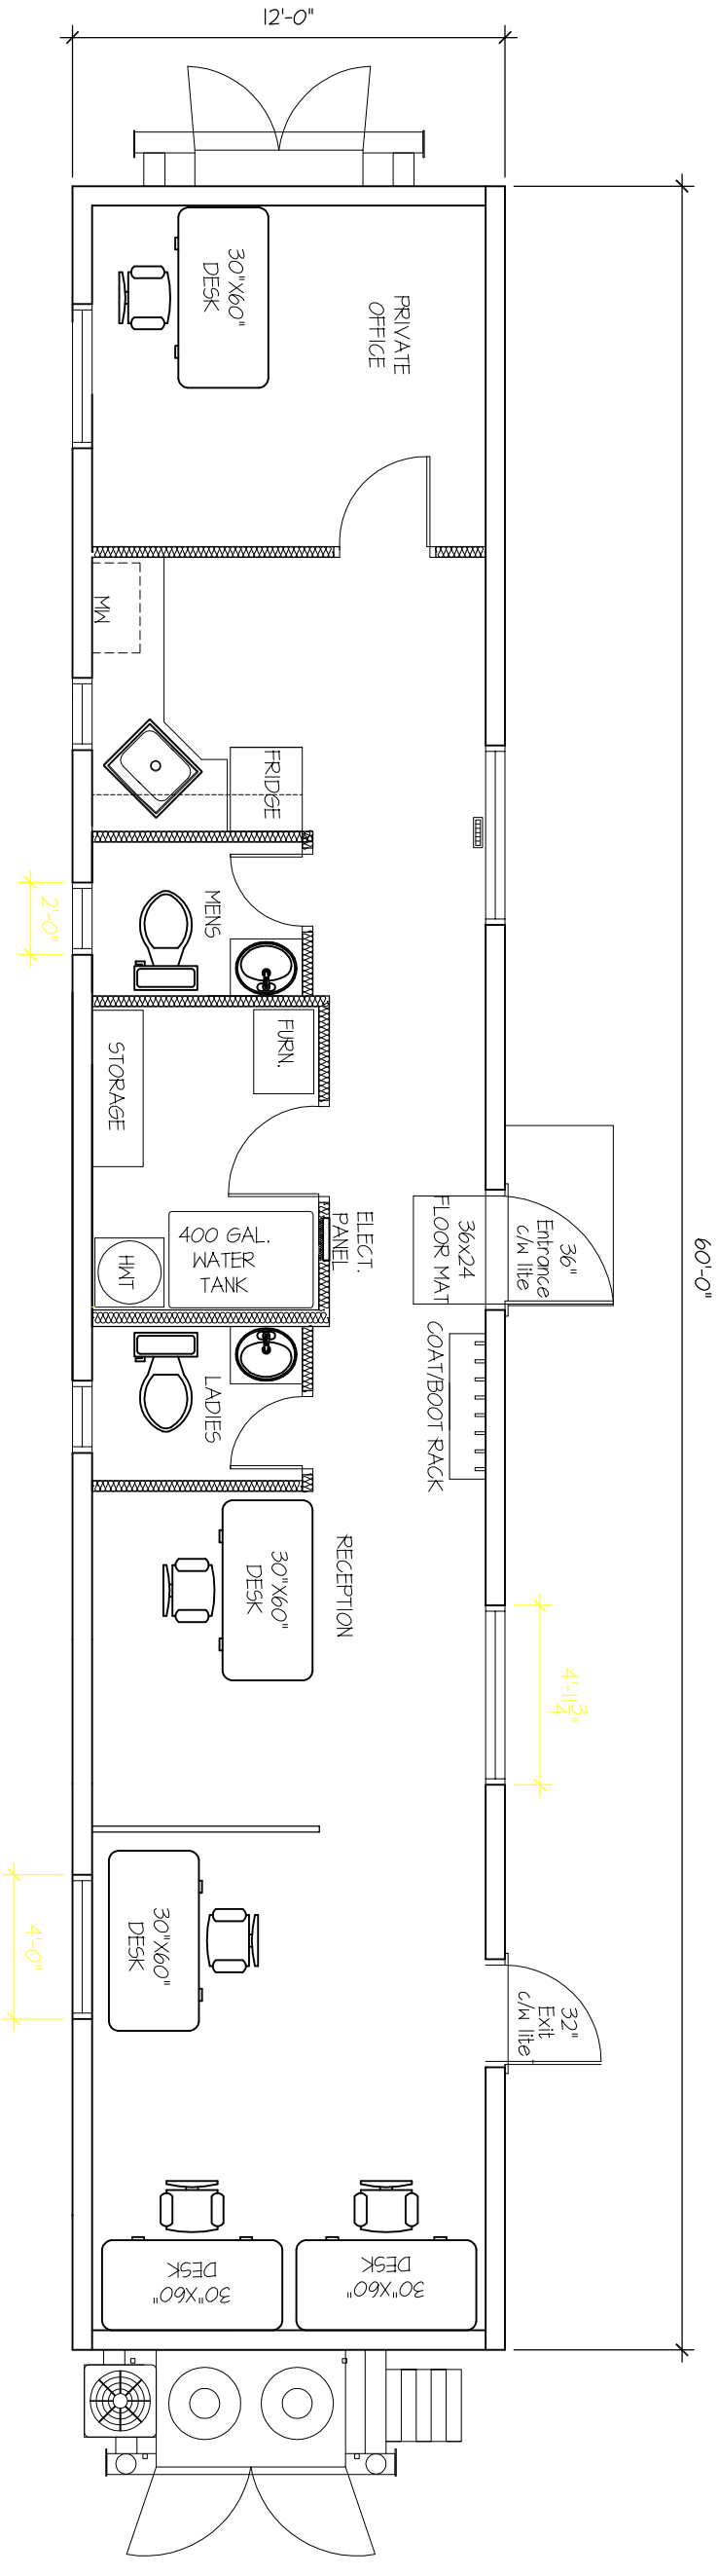 12'-0"
60'-0"
30"X60"
DESK
PRIVATE
OFFICE
MW
FRIDGE
MENS
2'-0"
FURN.
STORAGE
ELECT.
PANEL
400 GAL.
WATER
TANK
HWT
36"
Entrance
c/w lite
36x24
FLOOR MAT
COAT/BOOT RACK
LADIES
RECEPTION
30"X60"
DESK
4'-11 3/4"
30"X60"
DESK
4'-0"
32"
Exit
c/w lite
30"X60"
DESK
30"X60"
DESK